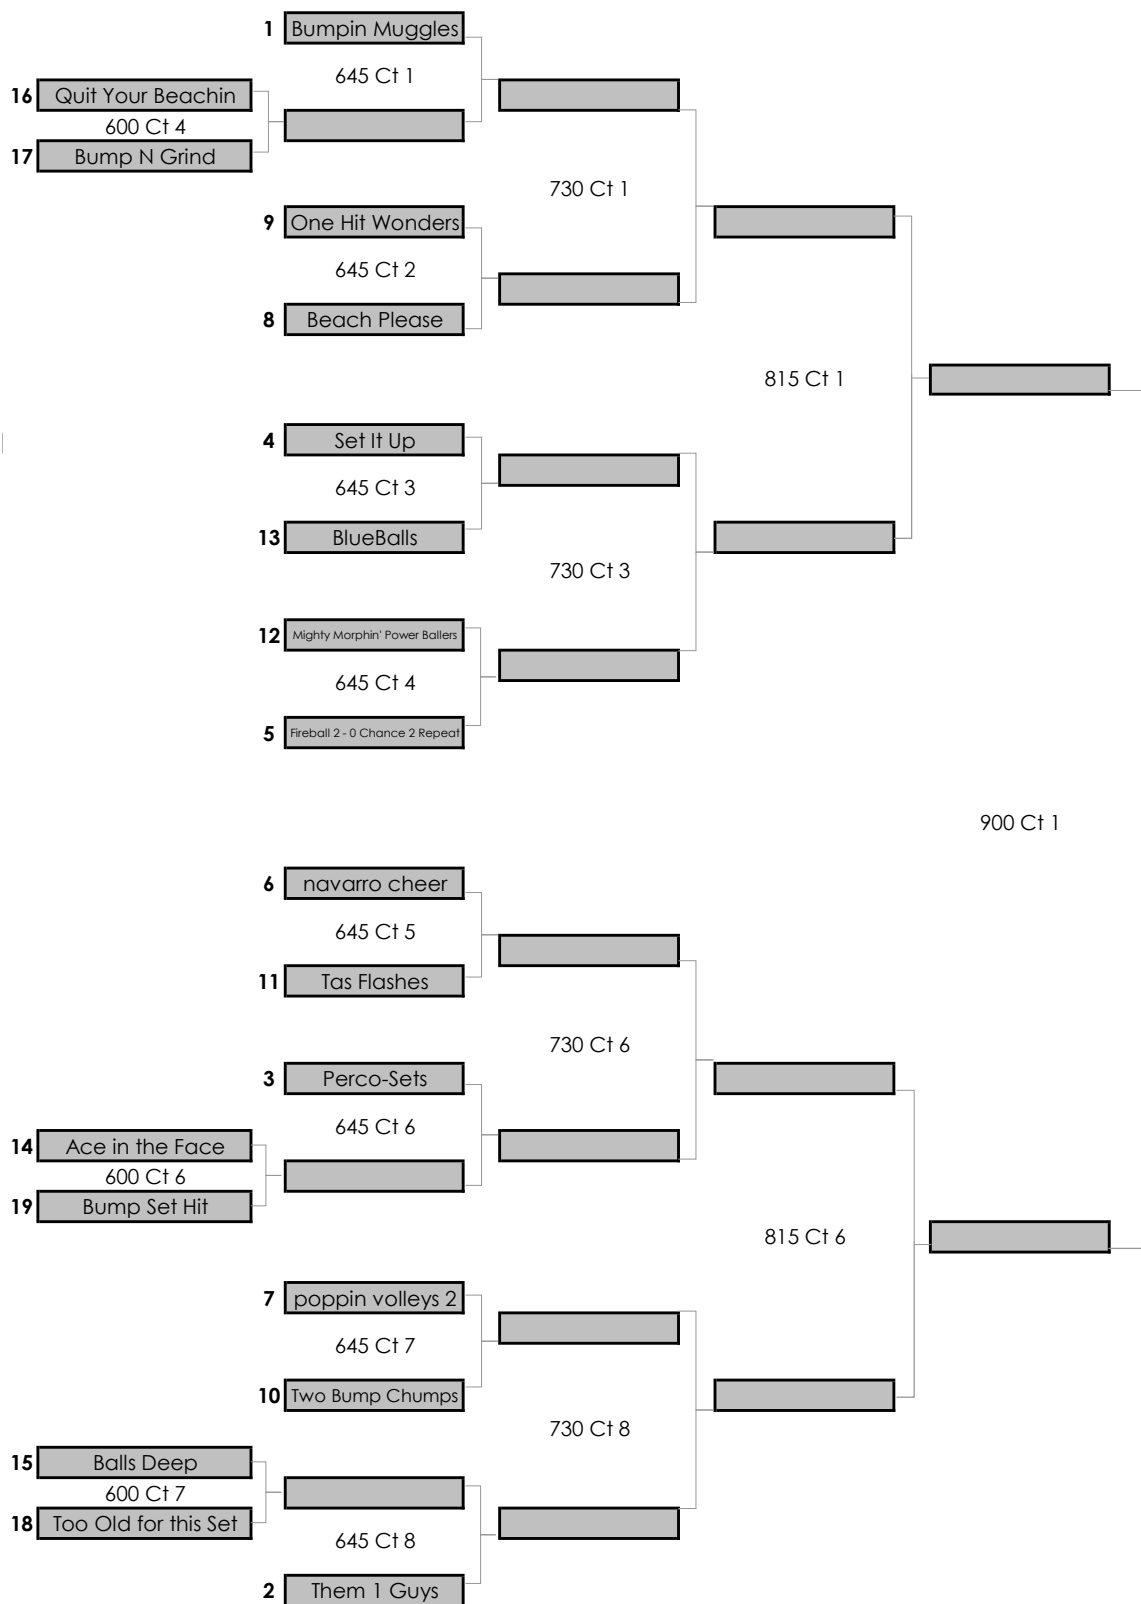 1 Bumpin Muggles
645 Ct 1
16 Quit Your Beachin
600 Ct 4
17 Bump N Grind
730 Ct 1
9 One Hit Wonders
645 Ct 2
8 Beach Please
815 Ct 1
4 Set It Up
645 Ct 3
13 BlueBalls
730 Ct 3
12 Mighty Morphin' Power Ballers
645 Ct 4
5 Fireball 2 - 0 Chance 2 Repeat
900 Ct 1
6 navarro cheer
645 Ct 5
11 Tas Flashes
730 Ct 6
3 Perco-Sets
645 Ct 6
14 Ace in the Face
600 Ct 6
19 Bump Set Hit
815 Ct 6
7 poppin volleys 2
645 Ct 7
10 Two Bump Chumps
730 Ct 8
15 Balls Deep
600 Ct 7
18 Too Old for this Set
645 Ct 8
2 Them 1 Guys